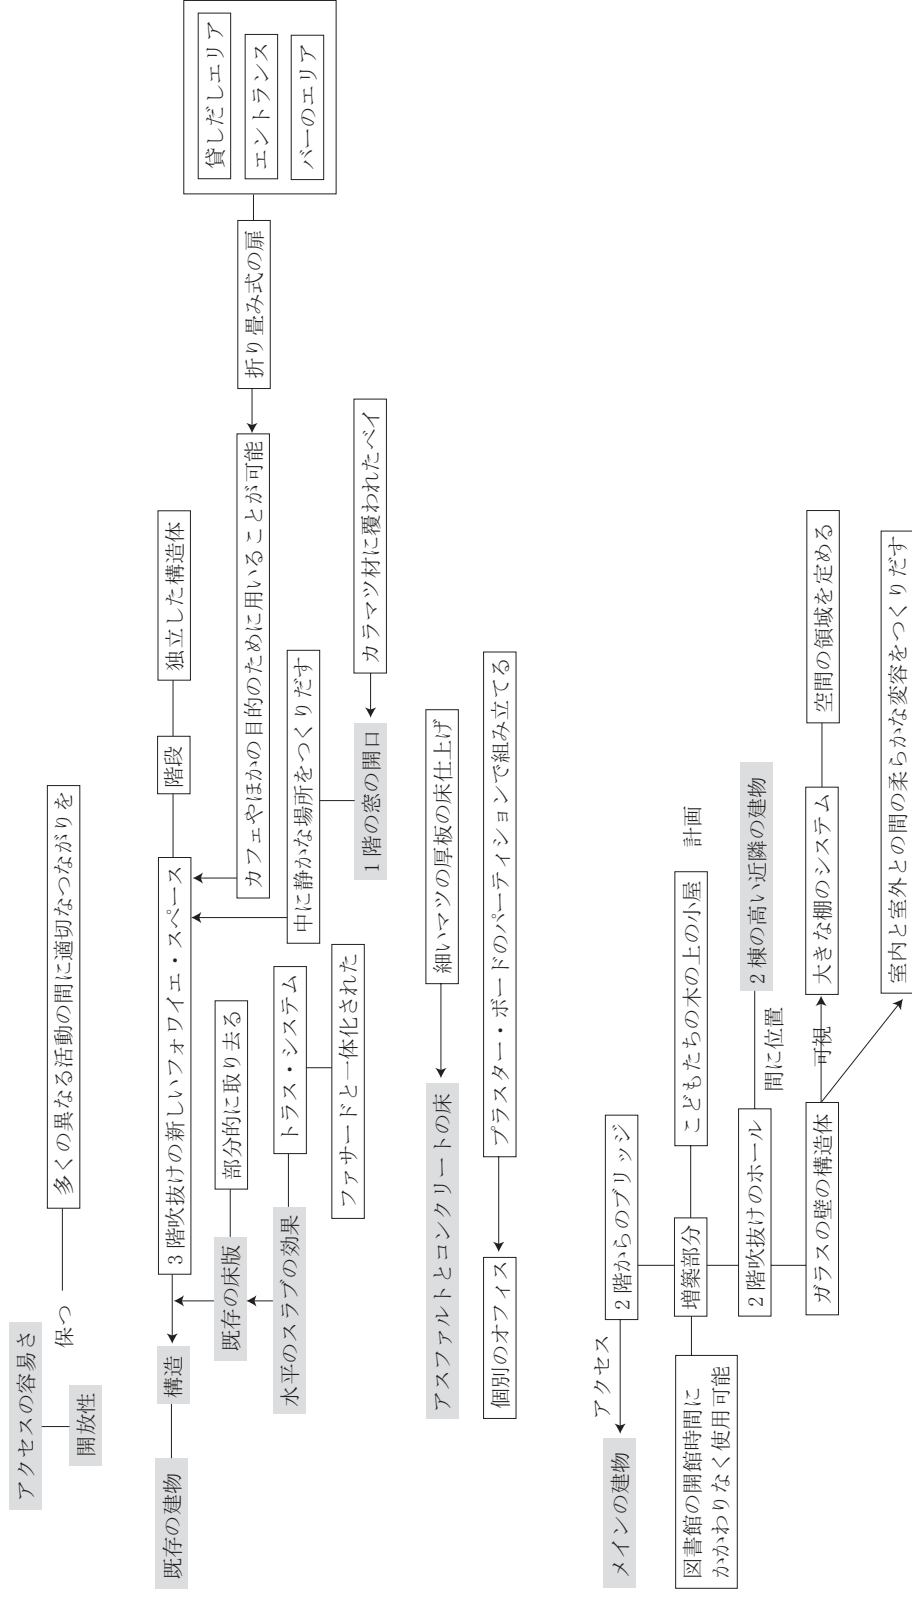 アクセスの容易さ
開放性
保つ
多くの異なる活動の間に適切なつながりを
既存の建物
構造
3階吹抜けの新しいフォワイエ・スペース
階段
独立した構造体
既存の床版
部分的に取り去る
カフェやほかの目的のために用いることが可能
折り畳み式の扉
貸しだしエリア
エントランス
バーのエリア
水平のスラブの効果
トラス・システム
中に静かな場所をつくりだす
ファサードと一体化された
1階の窓の開口
カラマツ材に覆われたベイ
アスファルトとコンクリートの床
細いマツの厚板の床仕上げ
個別のオフィス
プラスター・ボードのパーティションで組み立てる
メインの建物
アクセス
2階からのブリッジ
図書館の開館時間に
かかわりなく使用可能
増築部分
こどもたちの木の上の小屋
計画
2階吹抜けのホール
間に位置
2棟の高い近隣の建物
ガラスの壁の構造体
可視
大きな棚のシステム
空間の領域を定める
室内と室外との間の柔らかな変容をつくりだす